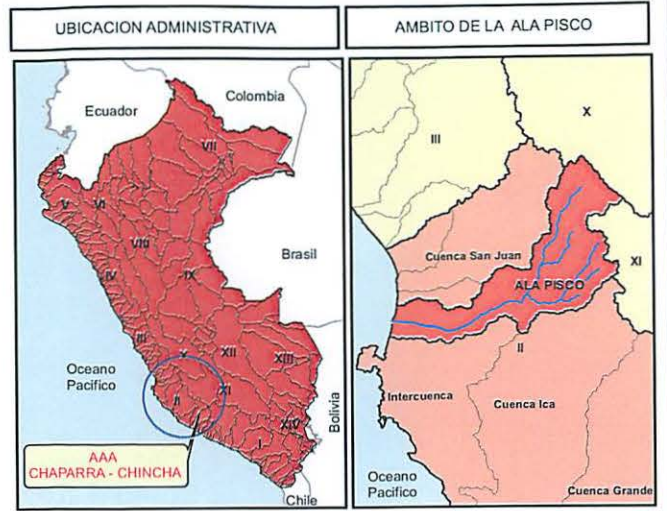 UBICACION ADMINISTRATIVA
Ecuador
Colombia
VII
V
VI
VIII
Brasil
IV
IX
III
Oceano
Pacifico
X
XII
XIII
II
XI
XIV
I
Bolivia
AAA
CHAPARRA - CHINCHA
Chile
AMBITO DE LA ALA PISCO
X
III
Cuenca San Juan
XI
ALA PISCO
II
Intercuenca
Cuenca Ica
Oceano
Pacifico
Cuenca Grande